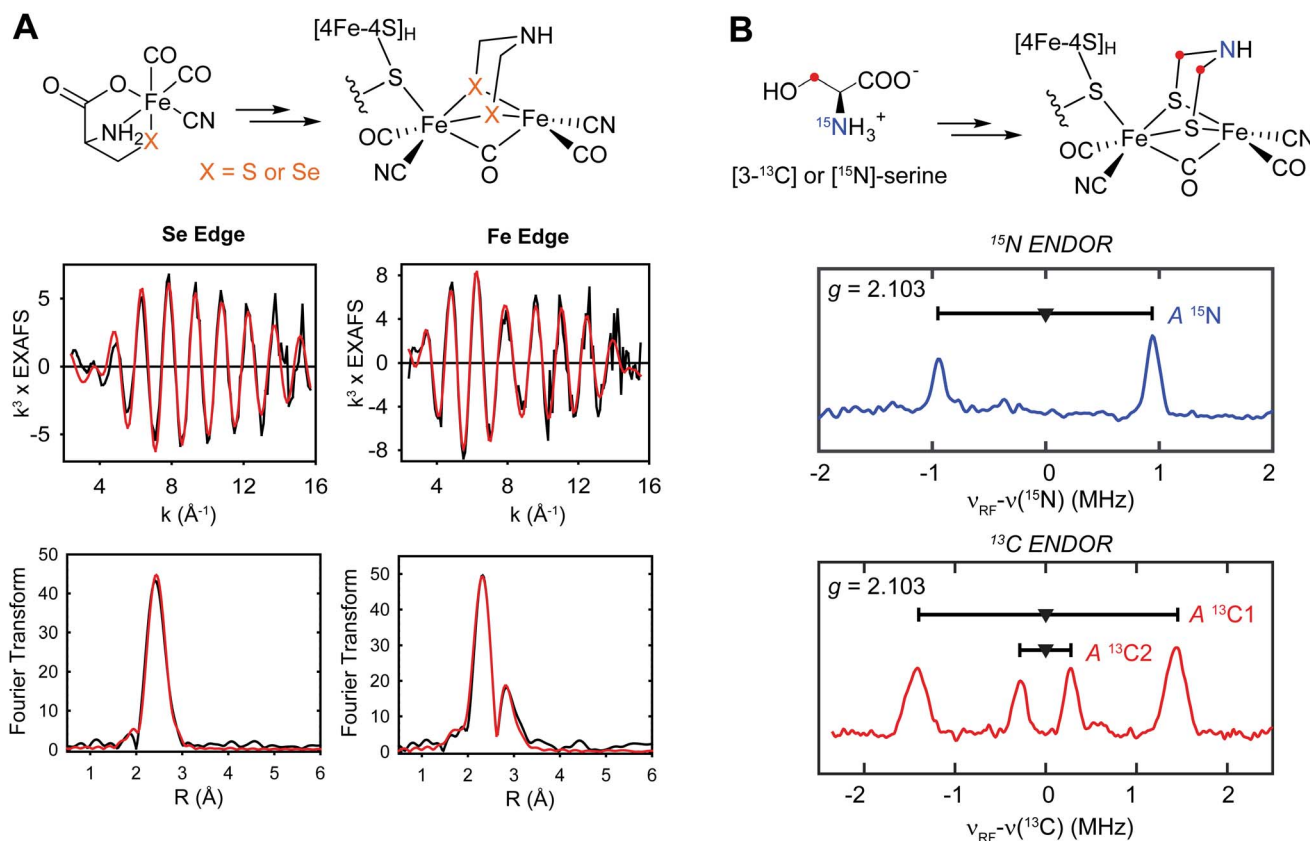 A
[4Fe-4S]H
CO
O
CO
O
Fe
NH2
CN
X
X = S or Se
NH
S
X
X
Fe
Fe
OC
CN
NC
C
CO
O
Se Edge
Fe Edge
k³ x EXAFS
5
0
-5
4 8 12 16
k (Å⁻¹)
k³ x EXAFS
8
4
0
-4
-8
4 8 12 16
k (Å⁻¹)
Fourier Transform
50
40
30
20
10
0
1 2 3 4 5 6
R (Å)
Fourier Transform
50
40
30
20
10
0
1 2 3 4 5 6
R (Å)
B
HO
COO⁻
¹⁵NH₃⁺
[3-¹³C] or [¹⁵N]-serine
[4Fe-4S]H
NH
S
S
S
Fe
Fe
OC
CN
NC
C
CO
O
¹⁵N ENDOR
g = 2.103
A ¹⁵N
-2 -1 0 1 2
νRF-ν(¹⁵N) (MHz)
¹³C ENDOR
g = 2.103
A ¹³C1
A ¹³C2
-2 -1 0 1 2
νRF-ν(¹³C) (MHz)